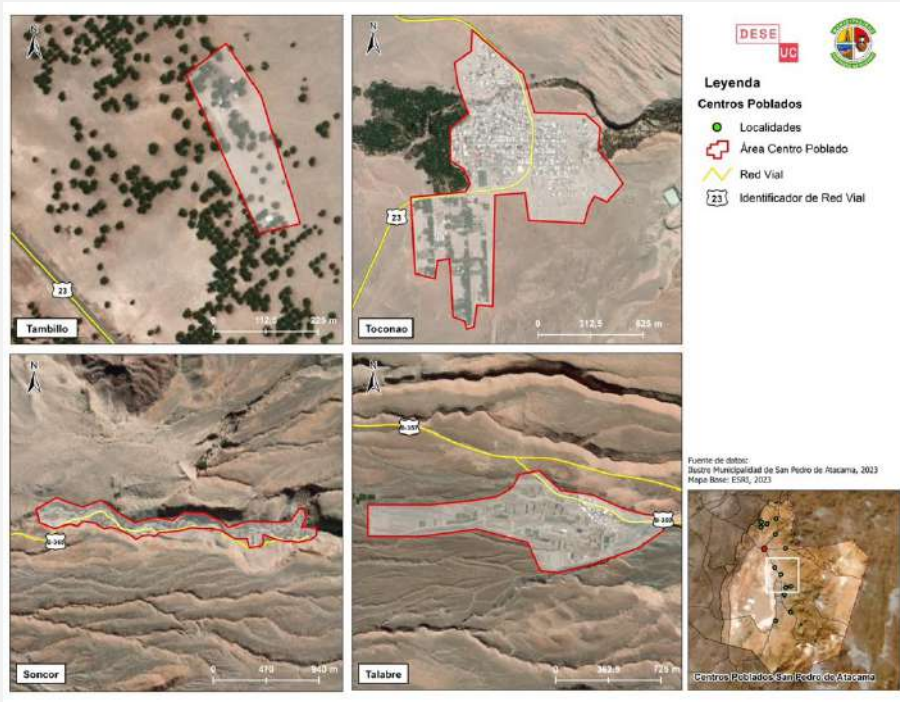 N
23
Tambillo
0 112,5 225 m
N
23
Toconao
0 312,5 625 m
DESE
UC
Leyenda
Centros Poblados
Localidades
Área Centro Poblado
Red Vial
23 Identificador de Red Vial
N
Soncor
0 470 940 m
N
B-357
Talabre
0 362,5 725 m
Fuente de datos:
Ilustre Municipalidad de San Pedro de Atacama, 2023
Mapa Base: ESRI, 2023
Centros Poblados San Pedro de Atacama